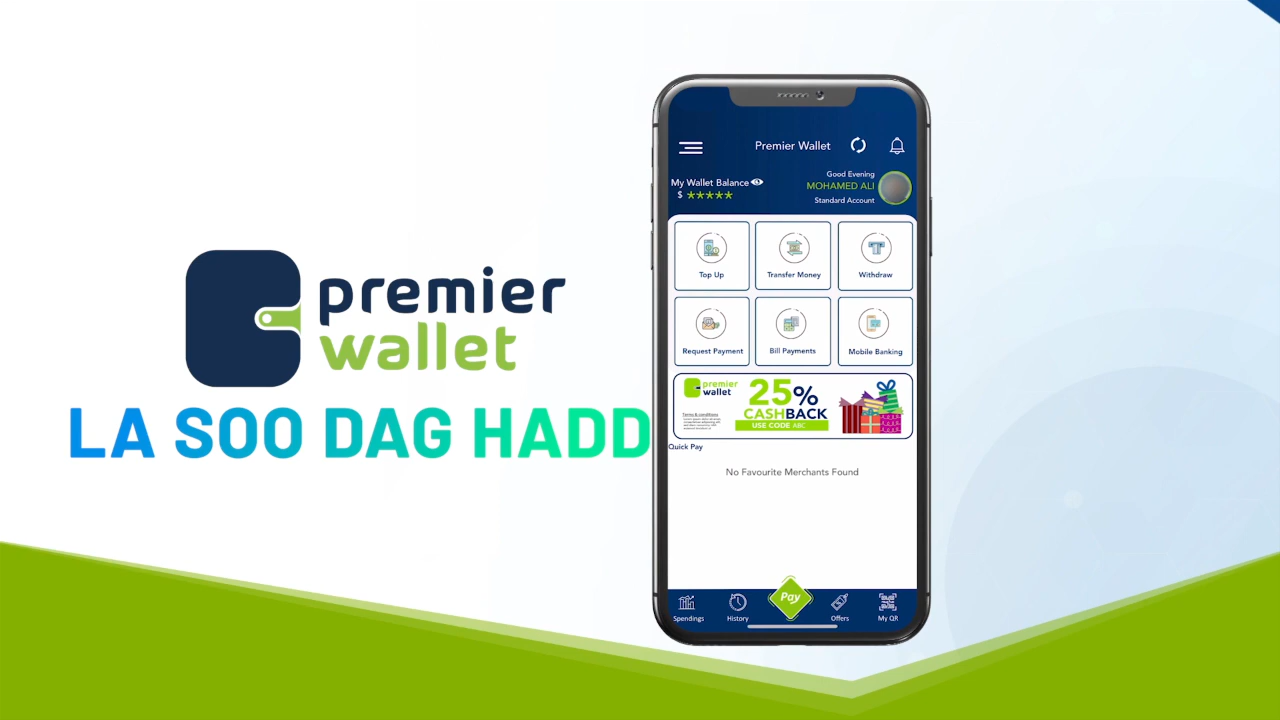 premier
wallet
LA SOO DAG HADD
Premier Wallet
My Wallet Balance
$ *****
Good Evening
MOHAMED ALI
Standard Account
Top Up
Transfer Money
Withdraw
Request Payment
Bill Payments
Mobile Banking
premier
wallet
Terms & conditions
25%
CASHBACK
USE CODE ABC
Quick Pay
No Favourite Merchants Found
Spendings
History
Pay
Offers
My QR